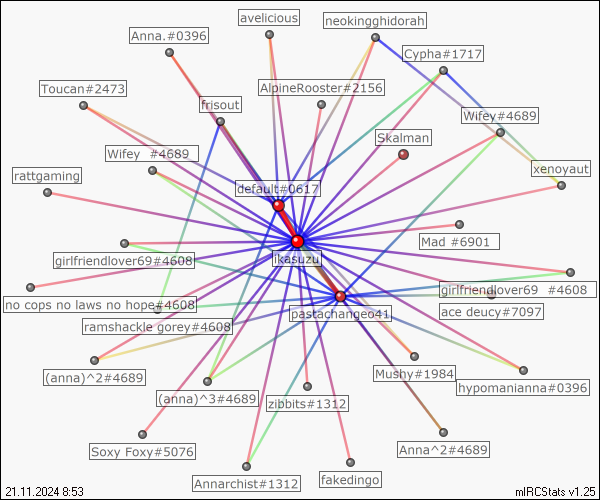 avelicious
neokingghidorah
Anna.#0396
Cypha#1717
Toucan#2473
AlpineRooster#2156
frisout
Wifey#4689
Skalman
Wifey  #4689
xenoyaut
rattgaming
default#0617
Mad #6901
girlfriendlover69#4608
ikasuzu
girlfriendlover69  #4608
no cops no laws no hope#4608
ace deucy#7097
pastachangeo41
ramshackle gorey#4608
Mushy#1984
(anna)^2#4689
hypomanianna#0396
(anna)^3#4689
zibbits#1312
Anna^2#4689
Soxy Foxy#5076
fakedingo
Annarchist#1312
21.11.2024 8:53
mIRCStats v1.25